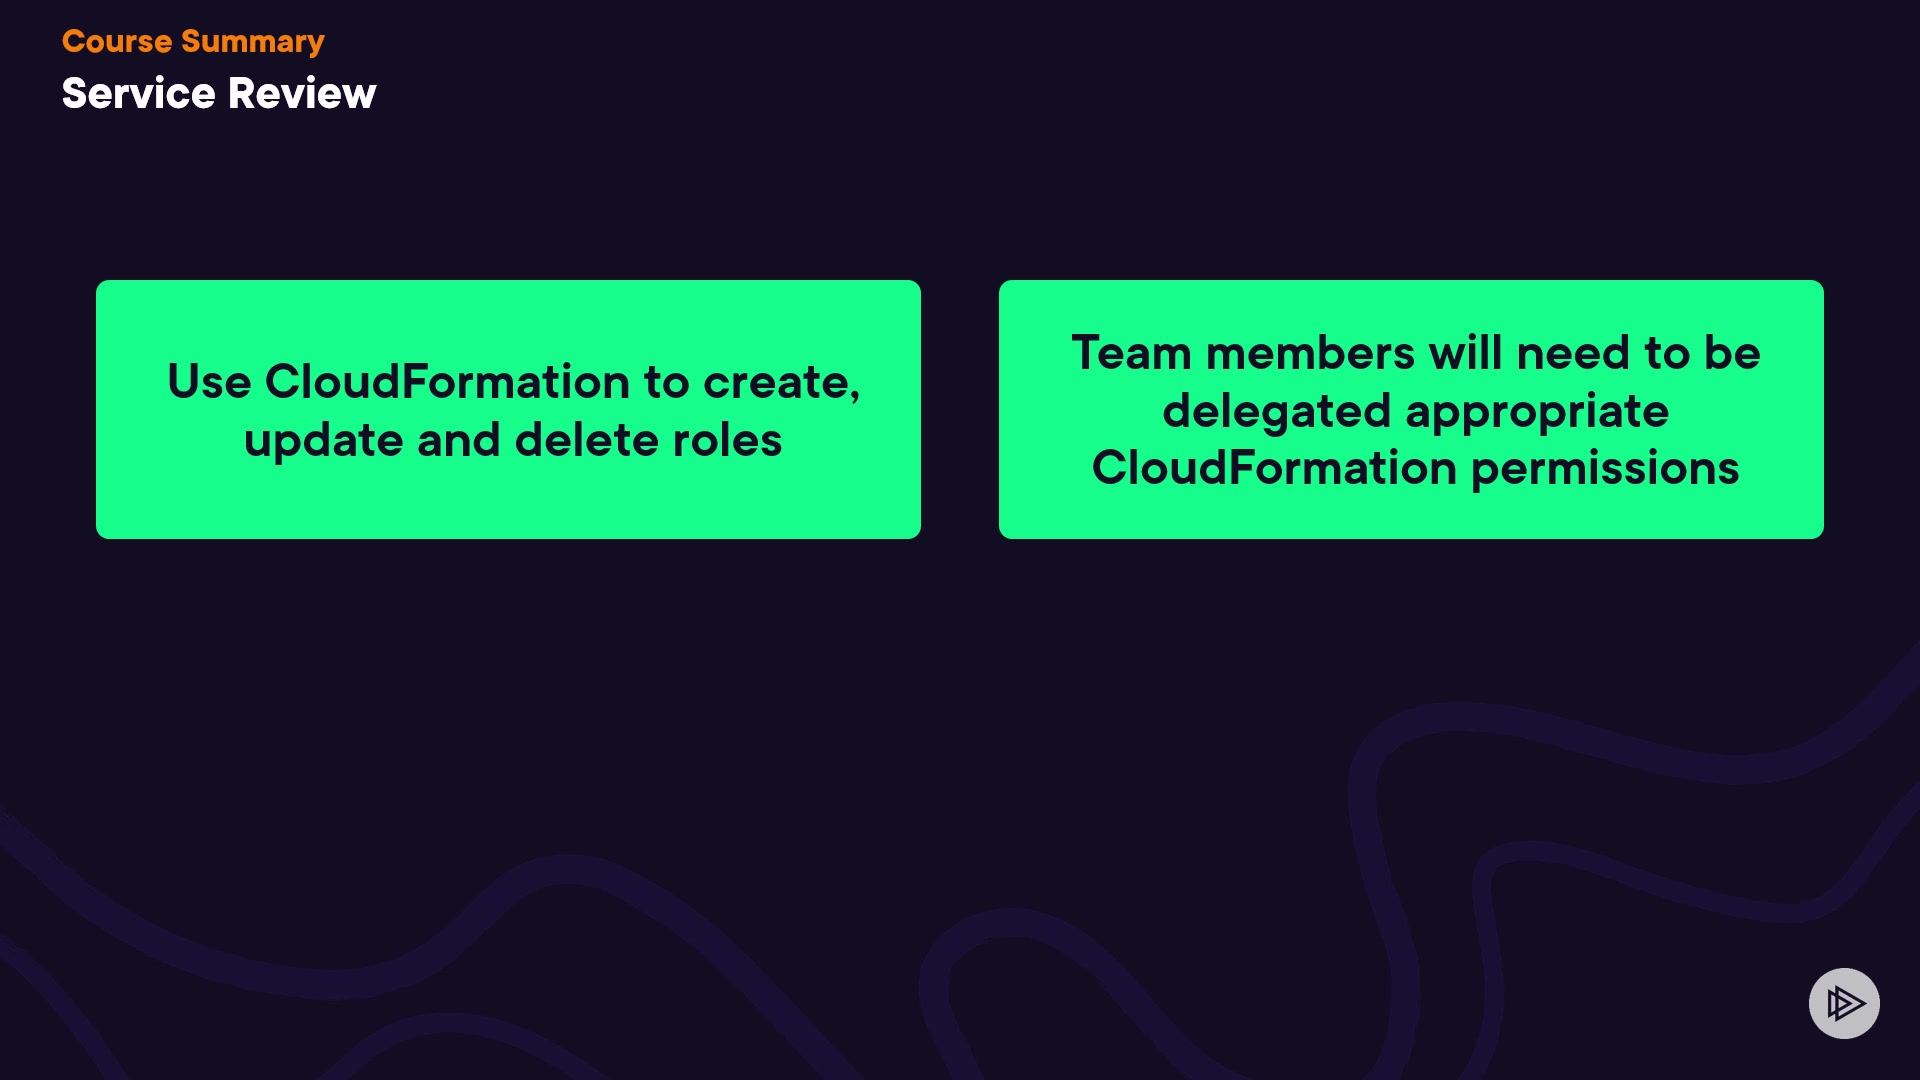 Course Summary
Service Review
Use CloudFormation to create,
update and delete roles
Team members will need to be
delegated appropriate
CloudFormation permissions